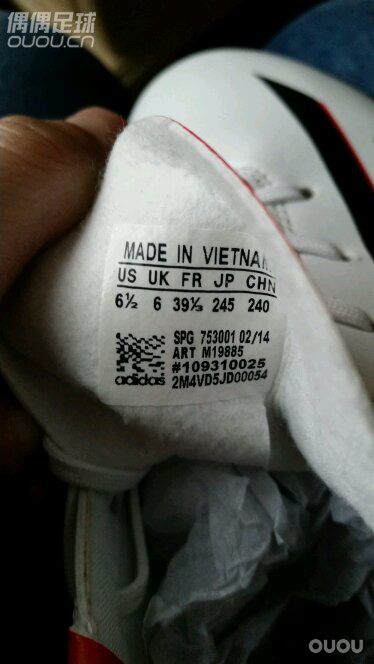 偶偶足球
OUOU.CN
MADE IN VIETNAM
US UK FR JP CHN
6½ 6 39⅓ 245 240
SPG 753001 02/14
ART M19885
#109310025
adidas 2M4VD5JD00054
OUOU